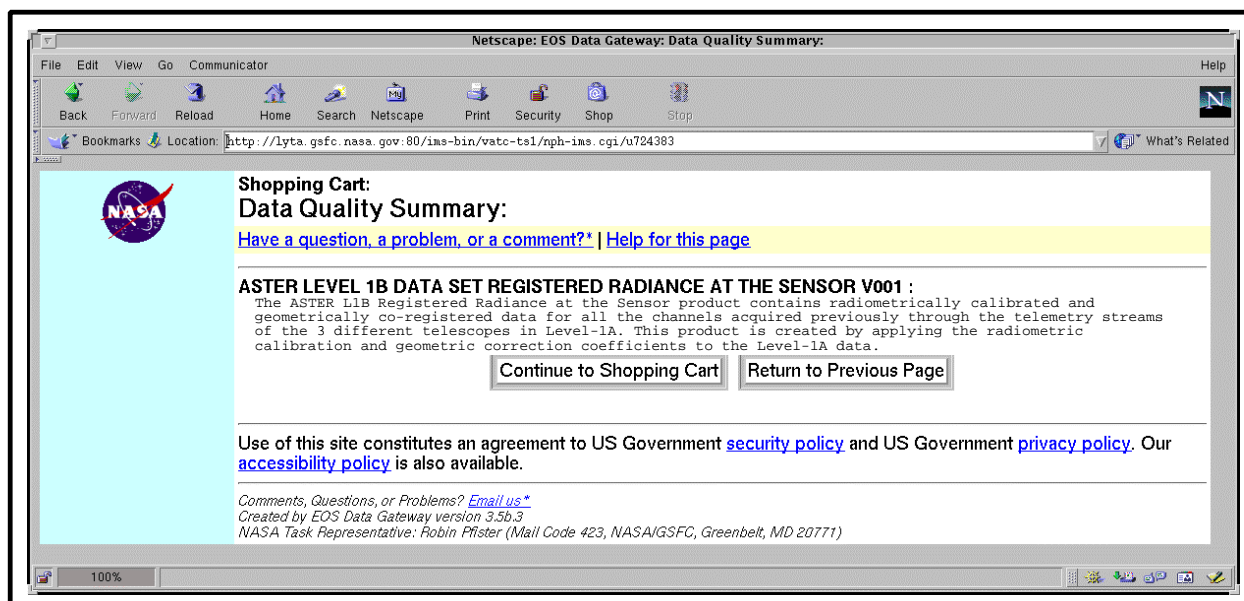 Netscape: EOS Data Gateway: Data Quality Summary:
File Edit View Go Communicator Help
Back Forward Reload Home Search Netscape Print Security Shop Stop
Bookmarks Location: http://lyta.gsfc.nasa.gov:80/ims-bin/vatc-ts1/nph-ims.cgi/u724383 What's Related
NASA
Shopping Cart:
Data Quality Summary:
Have a question, a problem, or a comment?* | Help for this page
ASTER LEVEL 1B DATA SET REGISTERED RADIANCE AT THE SENSOR V001 :
The ASTER L1B Registered Radiance at the Sensor product contains radiometrically calibrated and
geometrically co-registered data for all the channels acquired previously through the telemetry streams
of the 3 different telescopes in Level-1A. This product is created by applying the radiometric
calibration and geometric correction coefficients to the Level-1A data.
Continue to Shopping Cart Return to Previous Page
Use of this site constitutes an agreement to US Government security policy and US Government privacy policy. Our
accessibility policy is also available.
Comments, Questions, or Problems? Email us*
Created by EOS Data Gateway version 3.5b.3
NASA Task Representative: Robin Pfister (Mail Code 423, NASA/GSFC, Greenbelt, MD 20771)
100%